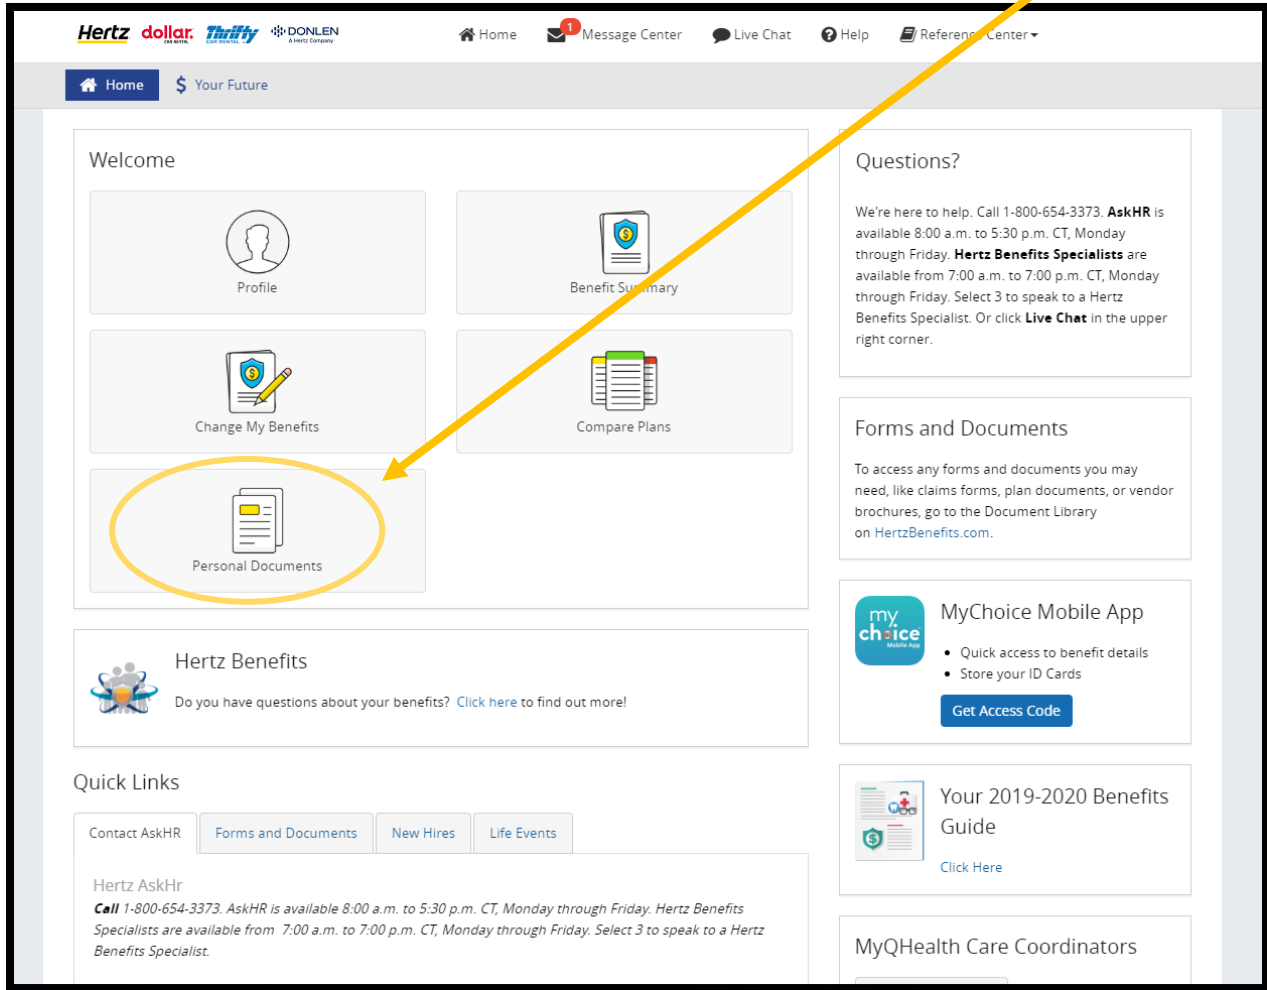 Hertz dollar. CAR RENTAL Thrifty CAR RENTAL DONLEN A Hertz Company
Home 1 Message Center Live Chat Help Reference Center
Home $ Your Future
Welcome
Profile
Benefit Summary
Change My Benefits
Compare Plans
Personal Documents
Hertz Benefits
Do you have questions about your benefits? Click here to find out more!
Quick Links
Contact AskHR Forms and Documents New Hires Life Events
Hertz AskHr
Call 1-800-654-3373. AskHR is available 8:00 a.m. to 5:30 p.m. CT, Monday through Friday. Hertz Benefits
Specialists are available from 7:00 a.m. to 7:00 p.m. CT, Monday through Friday. Select 3 to speak to a Hertz
Benefits Specialist.
Questions?
We're here to help. Call 1-800-654-3373. AskHR is
available 8:00 a.m. to 5:30 p.m. CT, Monday
through Friday. Hertz Benefits Specialists are
available from 7:00 a.m. to 7:00 p.m. CT, Monday
through Friday. Select 3 to speak to a Hertz
Benefits Specialist. Or click Live Chat in the upper
right corner.
Forms and Documents
To access any forms and documents you may
need, like claims forms, plan documents, or vendor
brochures, go to the Document Library
on HertzBenefits.com.
my
choice
Mobile App
MyChoice Mobile App
• Quick access to benefit details
• Store your ID Cards
Get Access Code
Your 2019-2020 Benefits
Guide
Click Here
MyQHealth Care Coordinators